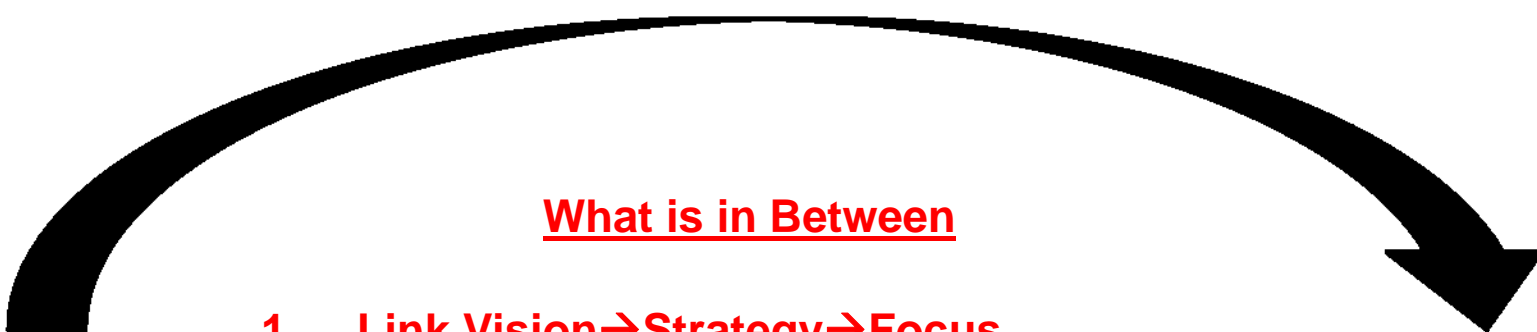 What is in Between
1. Link Vision→Strategy→Focus